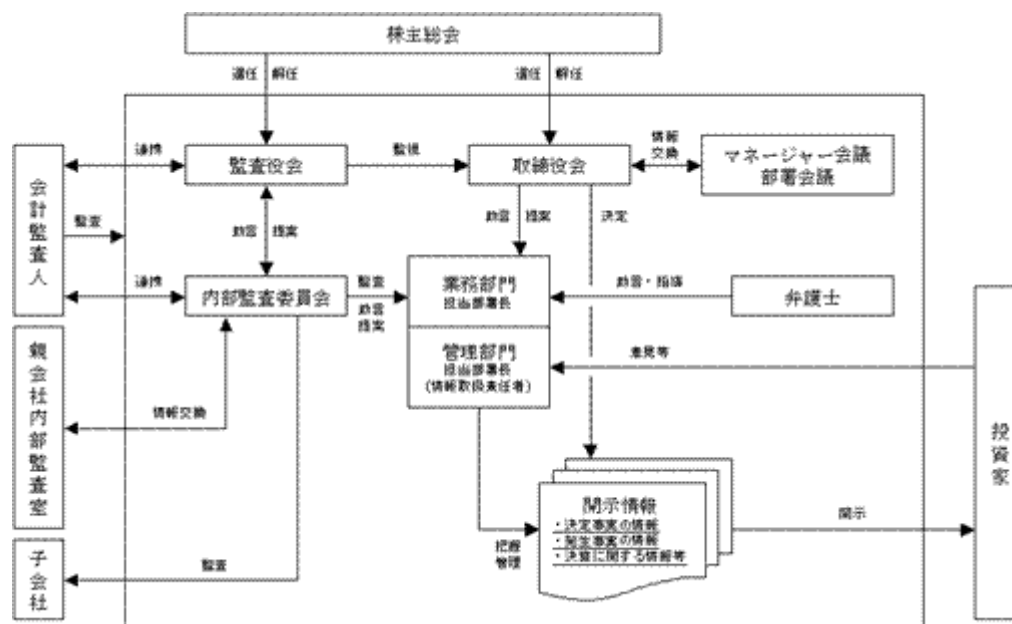 株主総会
選任 解任
選任 解任
会計監査人
連携
監査役会
監視
取締役会
情報
交換
マネージャー会議
部署会議
監査
助言 提案
助言 提案
決定
連携
内部監査委員会
監査
助言
提案
業務部門
担当部署長
助言・指導
弁護士
管理部門
担当部署長
(情報取扱責任者)
意見等
親会社内部監査室
情報交換
投資家
開示情報
・決定事実の情報
・発生事実の情報
・決算に関する情報等
開示
把握
管理
子会社
監査